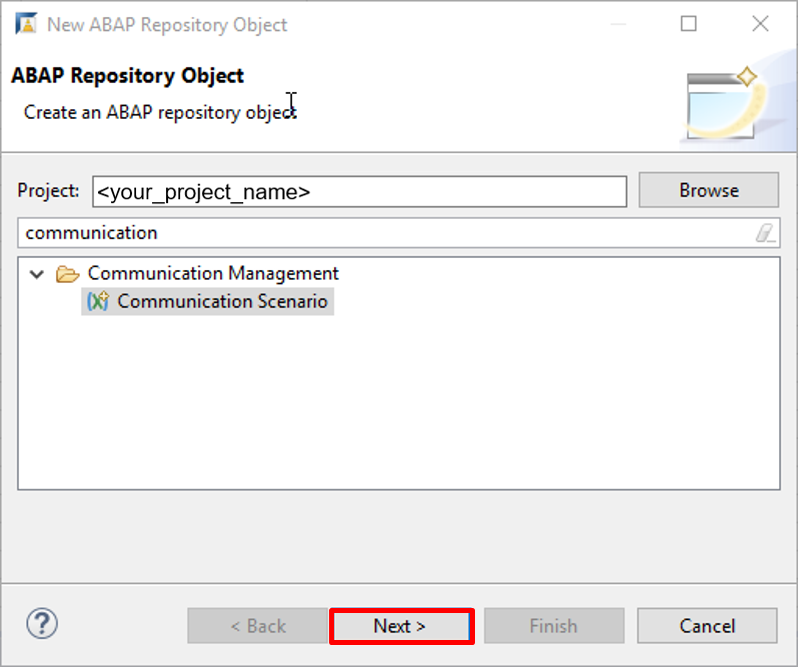 New ABAP Repository Object
ABAP Repository Object
Create an ABAP repository object
Project: <your_project_name> Browse
communication
Communication Management
Communication Scenario
? < Back Next > Finish Cancel